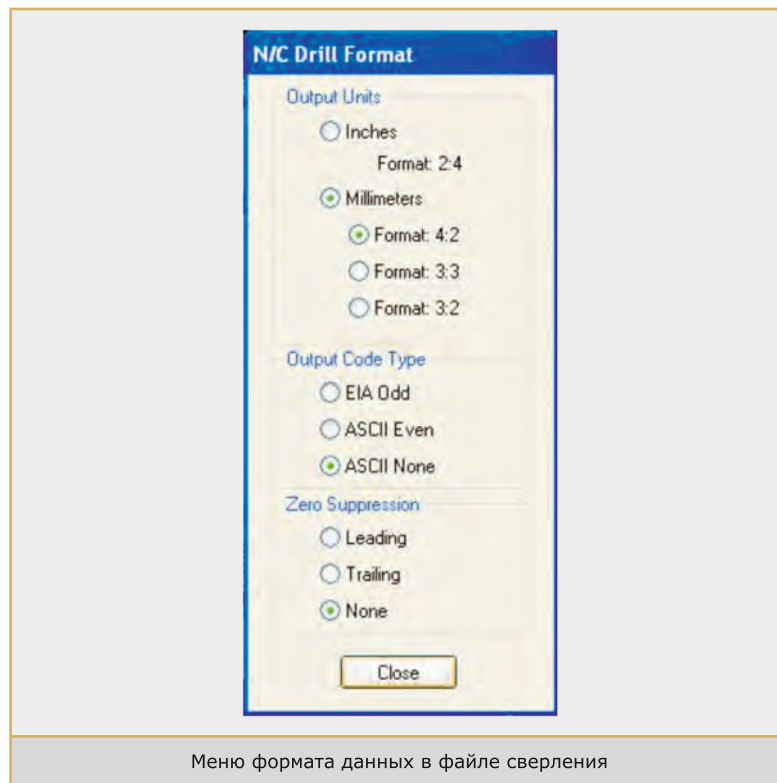 N/C Drill Format
Output Units
Inches
Format: 2:4
Millimeters
Format: 4:2
Format: 3:3
Format: 3:2
Output Code Type
EIA Odd
ASCII Even
ASCII None
Zero Suppression
Leading
Trailing
None
Close
Меню формата данных в файле сверления